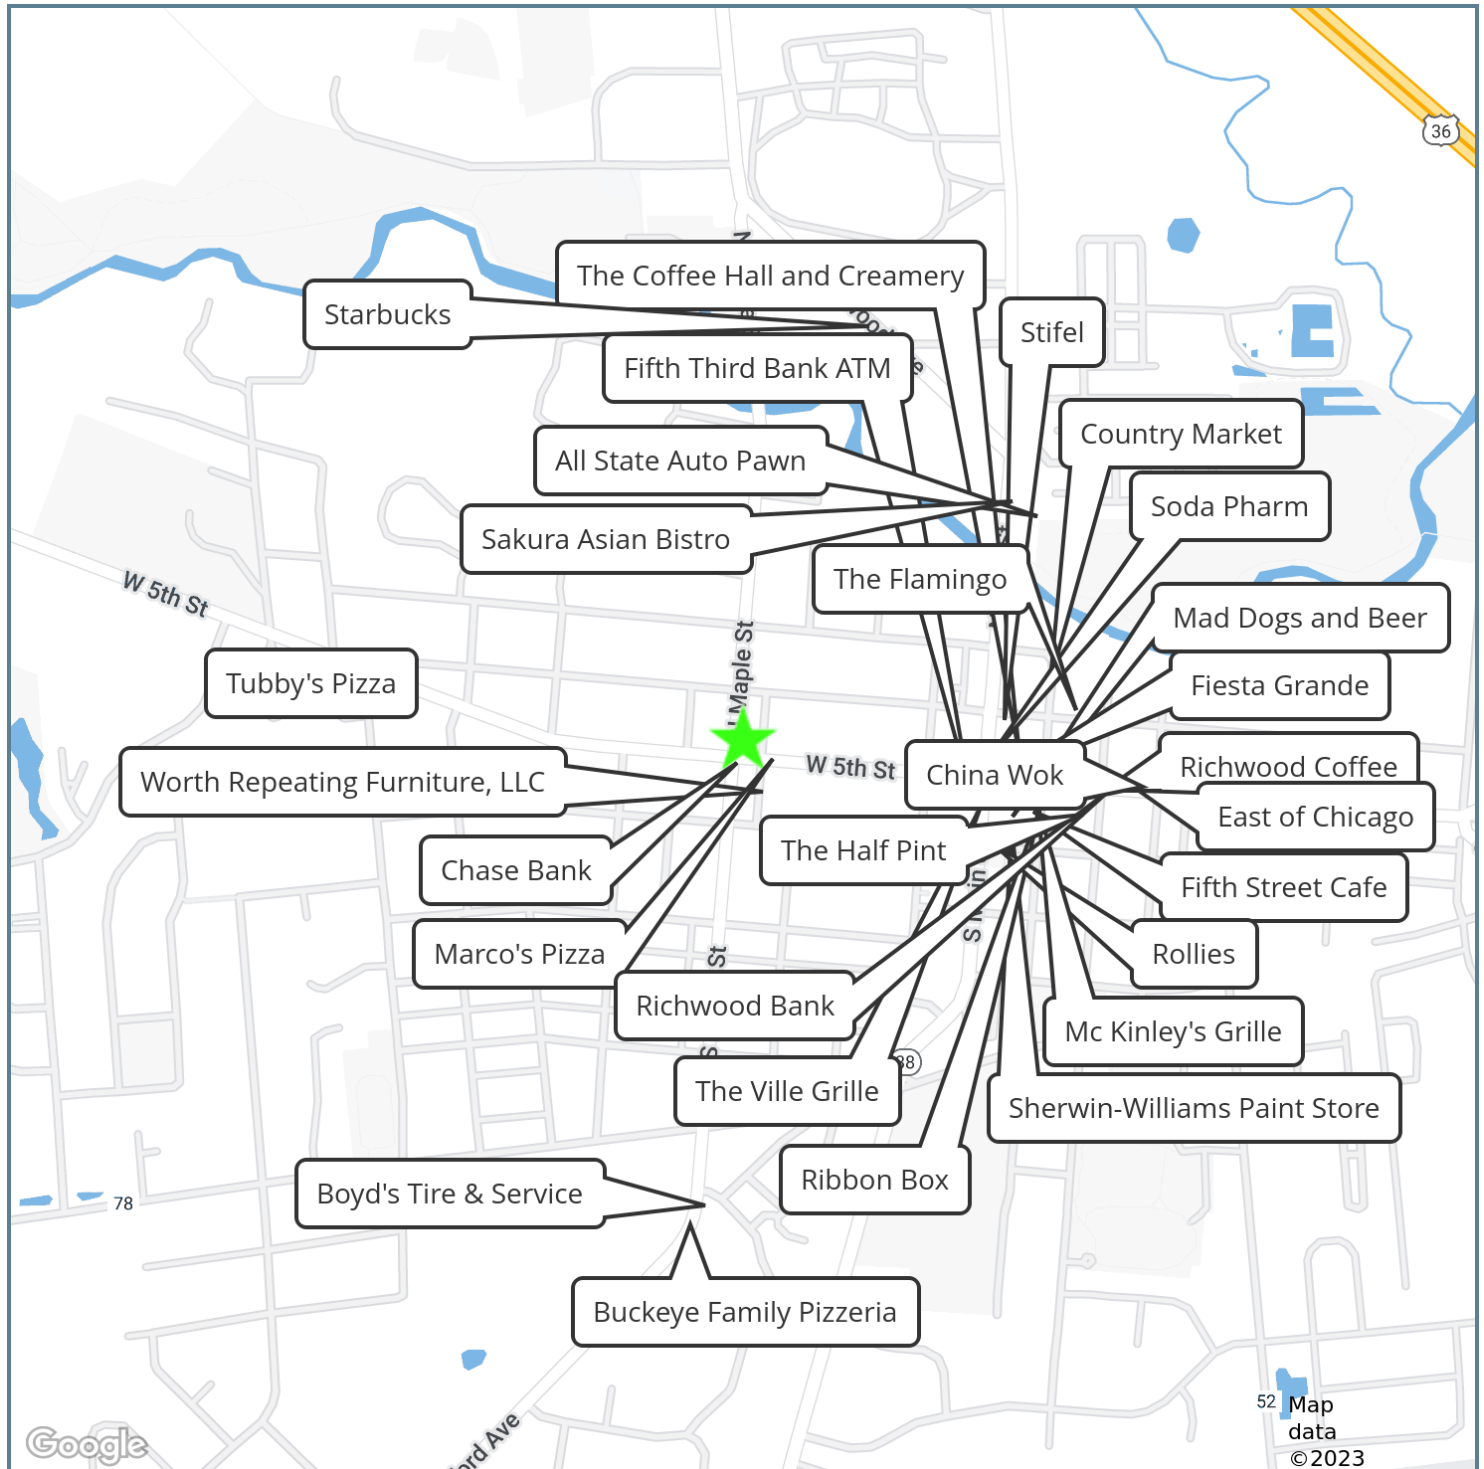 36
The Coffee Hall and Creamery
Starbucks
Stifel
Fifth Third Bank ATM
Country Market
All State Auto Pawn
Soda Pharm
Sakura Asian Bistro
The Flamingo
W 5th St
Mad Dogs and Beer
Maple St
Tubby's Pizza
Fiesta Grande
W 5th St
China Wok
Richwood Coffee
Worth Repeating Furniture, LLC
East of Chicago
The Half Pint
Chase Bank
Fifth Street Cafe
Marco's Pizza
St
Rollies
Richwood Bank
Mc Kinley's Grille
The Ville Grille
Sherwin-Williams Paint Store
Ribbon Box
Boyd's Tire & Service
78
Buckeye Family Pizzeria
52
Map
data
©2023
Google